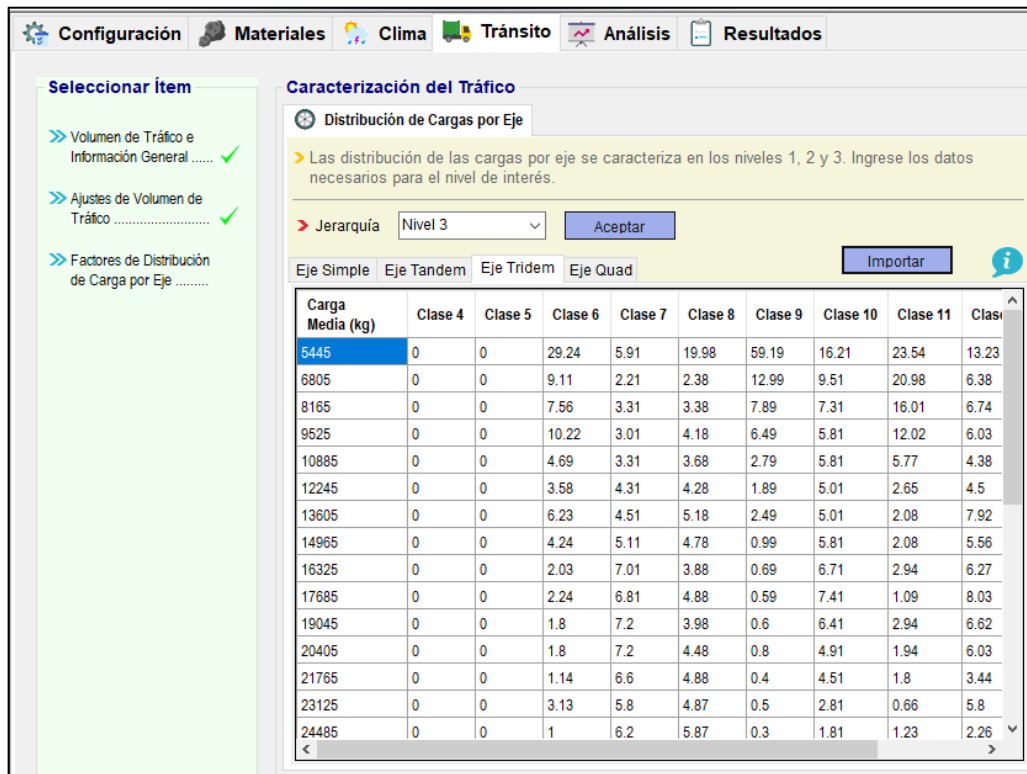 Configuración Materiales Clima Tránsito Análisis Resultados
Seleccionar Ítem
Volumen de Tráfico e
Información General ......
Ajustes de Volumen de
Tráfico ..........................
Factores de Distribución
de Carga por Eje .........
Caracterización del Tráfico
Distribución de Cargas por Eje
Las distribución de las cargas por eje se caracteriza en los niveles 1, 2 y 3. Ingrese los datos
necesarios para el nivel de interés.
Jerarquía Nivel 3 Aceptar
Importar
Eje Simple Eje Tandem Eje Tridem Eje Quad
Carga
Media (kg) Clase 4 Clase 5 Clase 6 Clase 7 Clase 8 Clase 9 Clase 10 Clase 11 Clas
5445 0 0 29.24 5.91 19.98 59.19 16.21 23.54 13.23
6805 0 0 9.11 2.21 2.38 12.99 9.51 20.98 6.38
8165 0 0 7.56 3.31 3.38 7.89 7.31 16.01 6.74
9525 0 0 10.22 3.01 4.18 6.49 5.81 12.02 6.03
10885 0 0 4.69 3.31 3.68 2.79 5.81 5.77 4.38
12245 0 0 3.58 4.31 4.28 1.89 5.01 2.65 4.5
13605 0 0 6.23 4.51 5.18 2.49 5.01 2.08 7.92
14965 0 0 4.24 5.11 4.78 0.99 5.81 2.08 5.56
16325 0 0 2.03 7.01 3.88 0.69 6.71 2.94 6.27
17685 0 0 2.24 6.81 4.88 0.59 7.41 1.09 8.03
19045 0 0 1.8 7.2 3.98 0.6 6.41 2.94 6.62
20405 0 0 1.8 7.2 4.48 0.8 4.91 1.94 6.03
21765 0 0 1.14 6.6 4.88 0.4 4.51 1.8 3.44
23125 0 0 3.13 5.8 4.87 0.5 2.81 0.66 5.8
24485 0 0 1 6.2 5.87 0.3 1.81 1.23 2.26